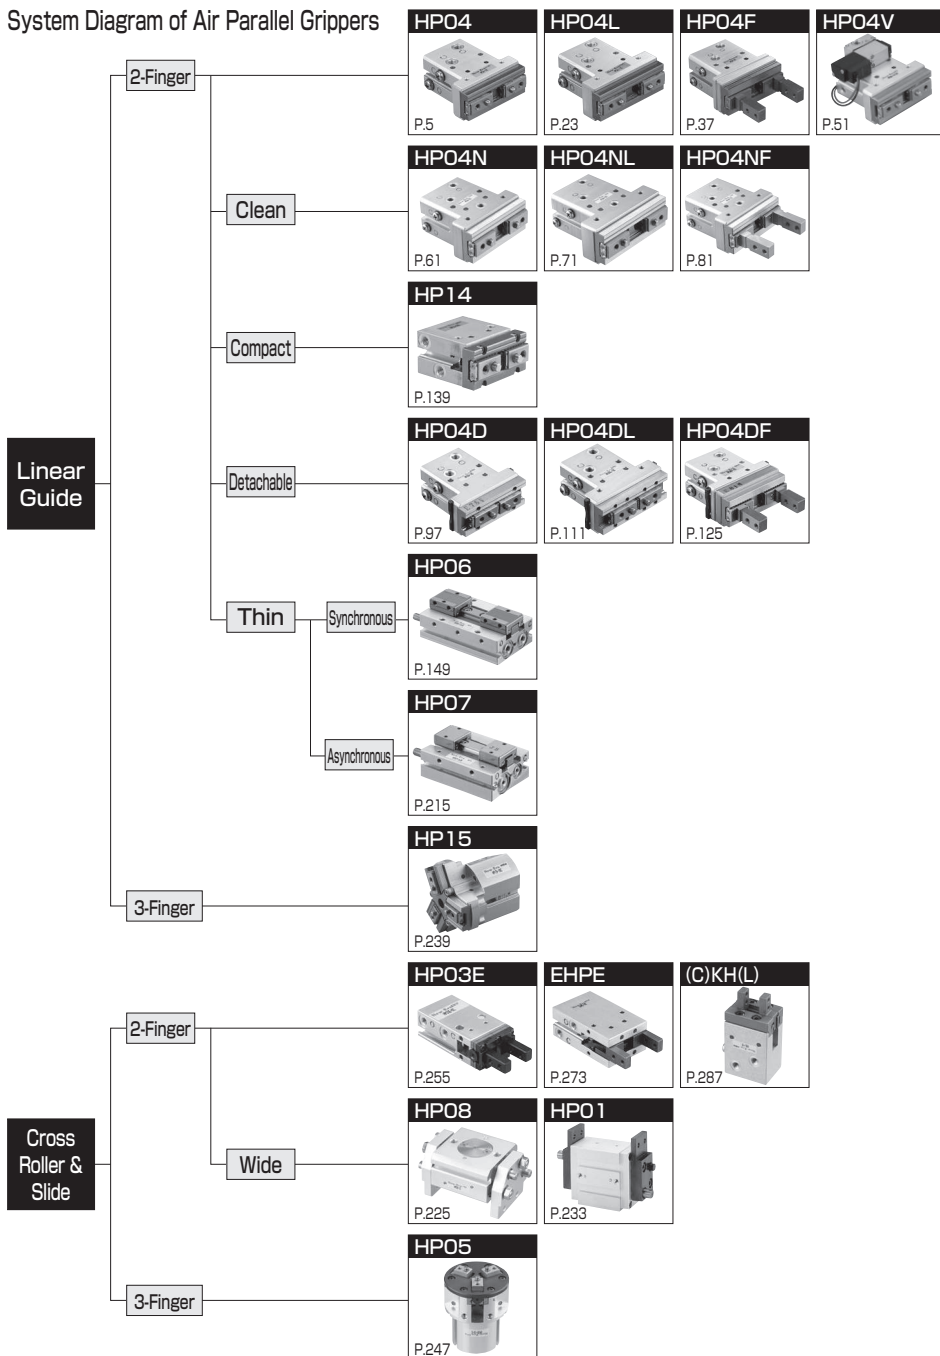 System Diagram of Air Parallel Grippers
HP04
P.5
HP04L
P.23
HP04F
P.37
HP04V
P.51
2-Finger
Clean
HP04N
P.61
HP04NL
P.71
HP04NF
P.81
Compact
HP14
P.139
Linear
Guide
Detachable
HP04D
P.97
HP04DL
P.111
HP04DF
P.125
Thin
Synchronous
HP06
P.149
Asynchronous
HP07
P.215
3-Finger
HP15
P.239
Cross
Roller &
Slide
2-Finger
HP03E
P.255
EHPE
P.273
(C)KH(L)
P.287
Wide
HP08
P.225
HP01
P.233
3-Finger
HP05
P.247